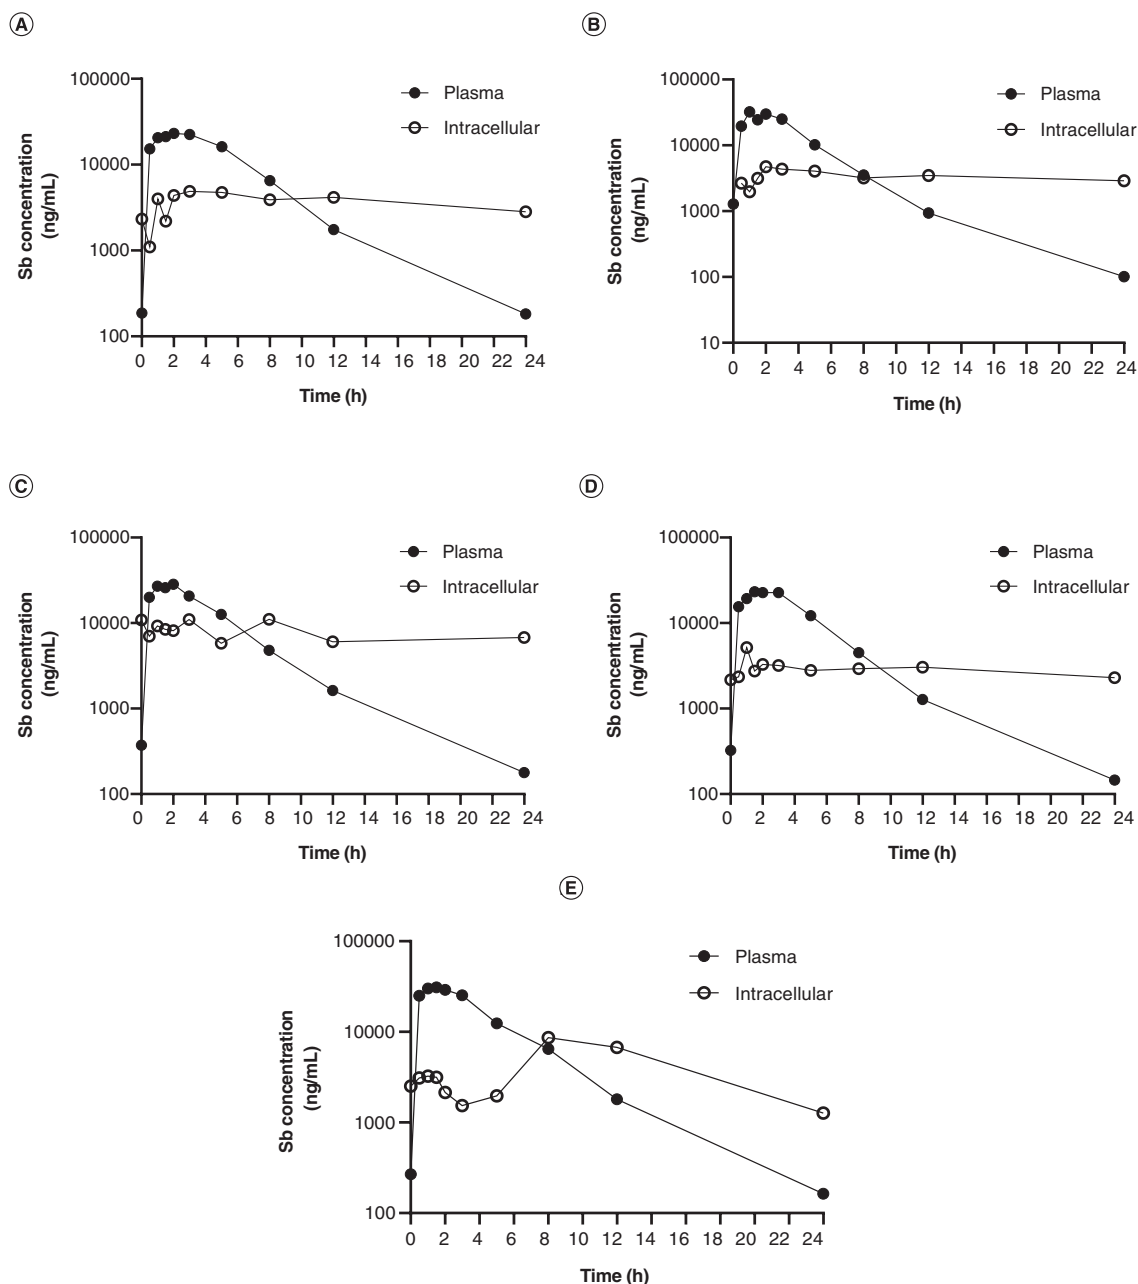 A
B
100000
10000
1000
100
Sb concentration
(ng/mL)
Plasma
Intracellular
0 2 4 6 8 10 12 14 16 18 20 22 24
Time (h)
100000
10000
1000
100
10
Sb concentration
(ng/mL)
Plasma
Intracellular
0 2 4 6 8 10 12 14 16 18 20 22 24
Time (h)
C
D
100000
10000
1000
100
Sb concentration
(ng/mL)
Plasma
Intracellular
0 2 4 6 8 10 12 14 16 18 20 22 24
Time (h)
100000
10000
1000
100
Sb concentration
(ng/mL)
Plasma
Intracellular
0 2 4 6 8 10 12 14 16 18 20 22 24
Time (h)
E
100000
10000
1000
100
Sb concentration
(ng/mL)
Plasma
Intracellular
0 2 4 6 8 10 12 14 16 18 20 22 24
Time (h)